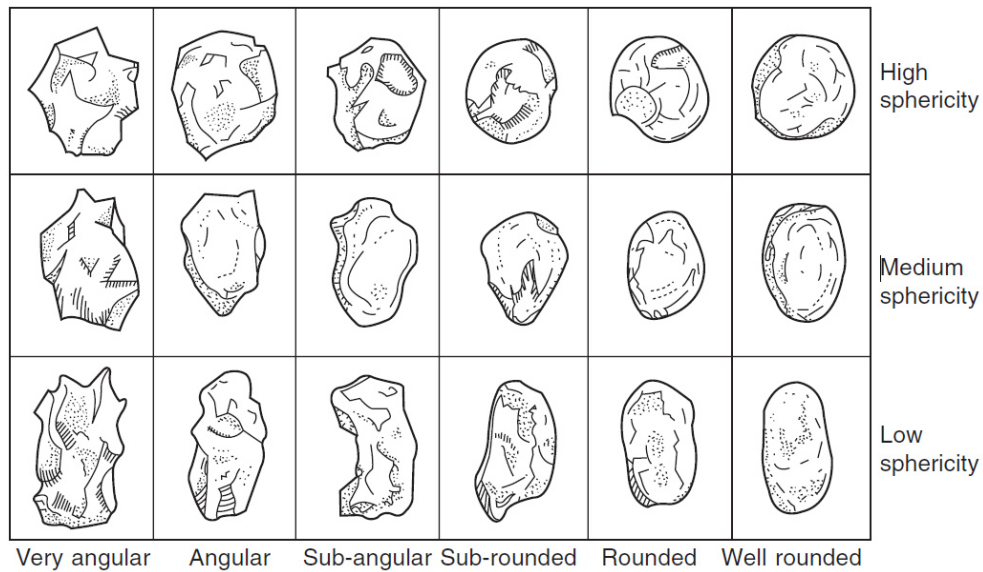 High
sphericity
Medium
sphericity
Low
sphericity
Very angular
Angular
Sub-angular
Sub-rounded
Rounded
Well rounded